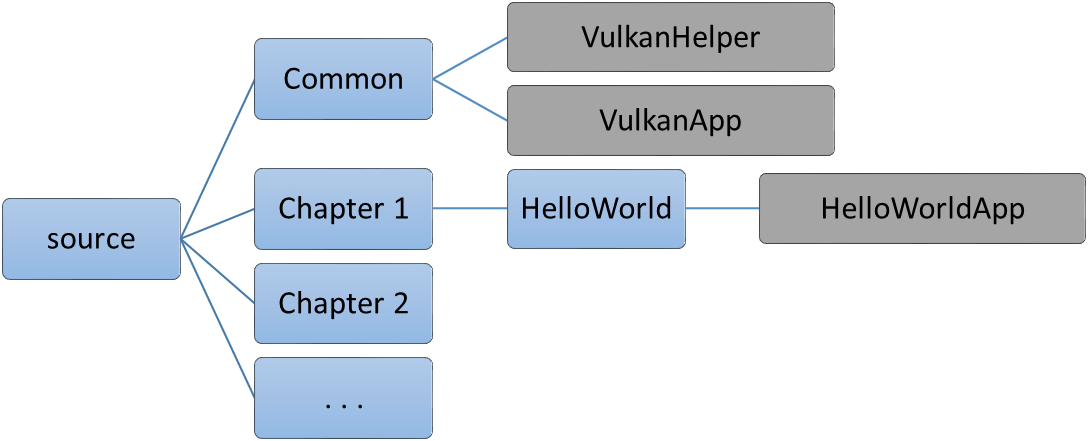 source
Common
VulkanHelper
VulkanApp
Chapter 1
HelloWorld
HelloWorldApp
Chapter 2
. . .